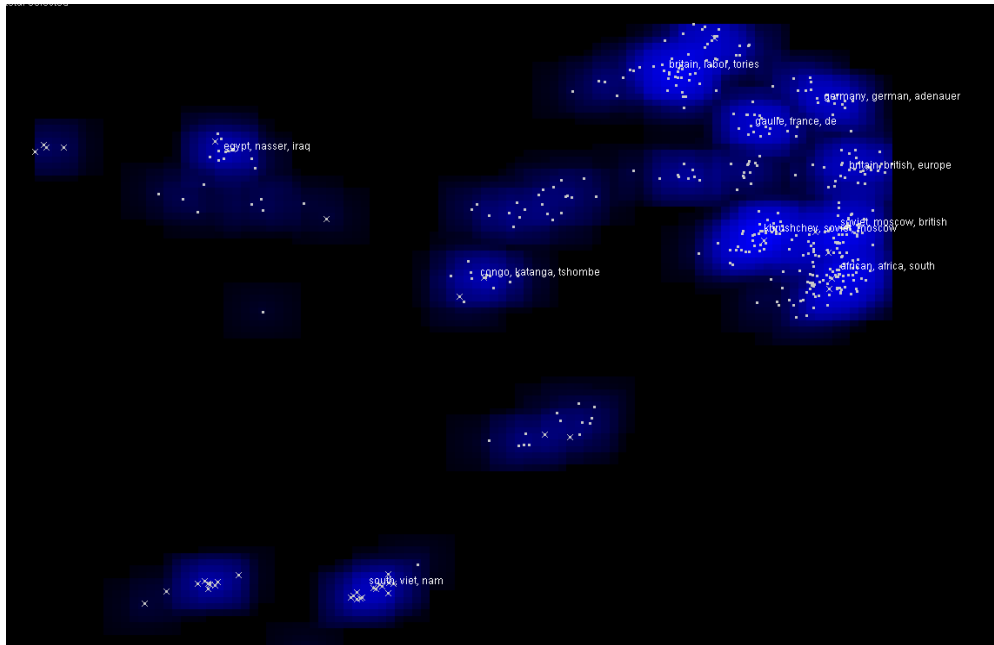 britain, labor, tories
germany, german, adenauer
gaulle, france, de
egypt, nasser, iraq
britain, british, europe
soviet, moscow, british
khrushchev, soviet, moscow
african, africa, south
congo, katanga, tshombe
south, viet, nam